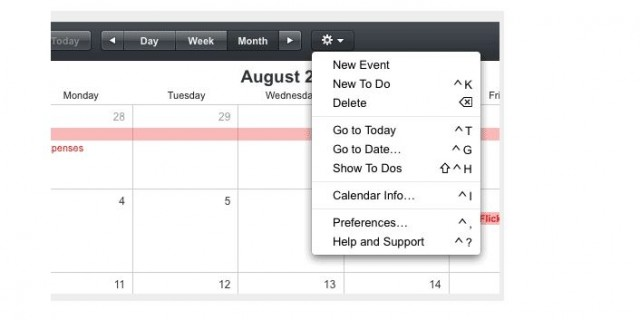 Today Day Week Month
New Event
August 2
New To Do ^ K
Monday Tuesday Wednesda Fri
Delete ⌫
28 29
Go to Today ^ T
penses
Go to Date... ^ G
Show To Dos ⇧ ^ H
Calendar Info... ^ I
4 5
Flick
Preferences... ^ ,
Help and Support ^ ?
11 12 13 14